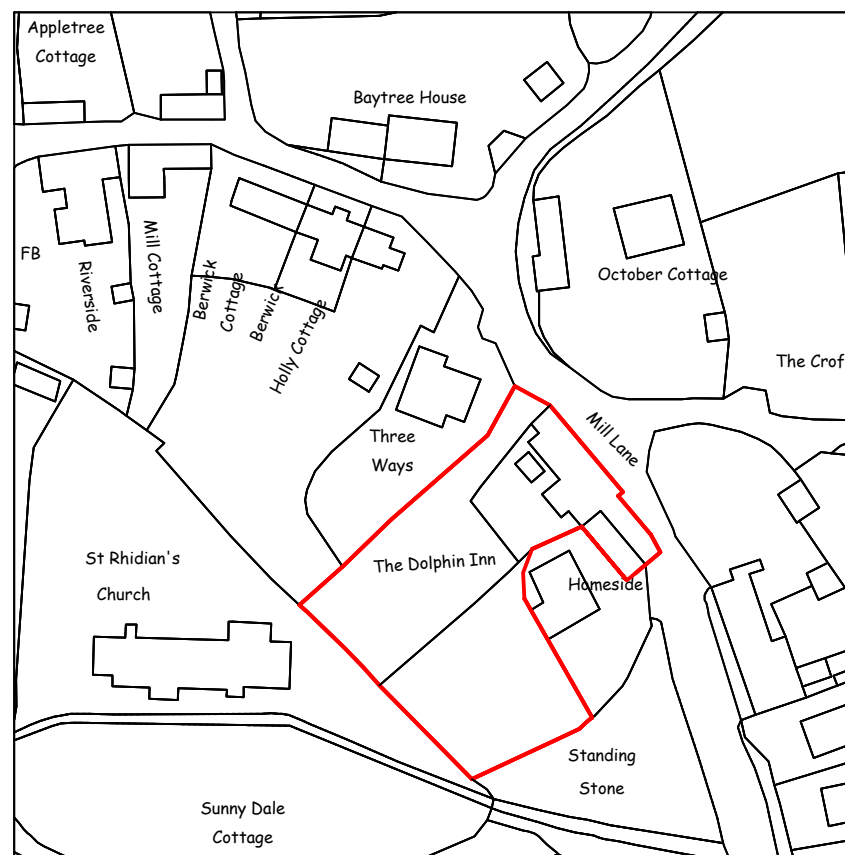 Appletree
Cottage
Baytree House
FB
Riverside
Mill Cottage
Berwick
Cottage
Berwick
Holly Cottage
October Cottage
The Crof
Three
Ways
Mill Lane
St Rhidian's
Church
The Dolphin Inn
Homeside
Standing
Stone
Sunny Dale
Cottage